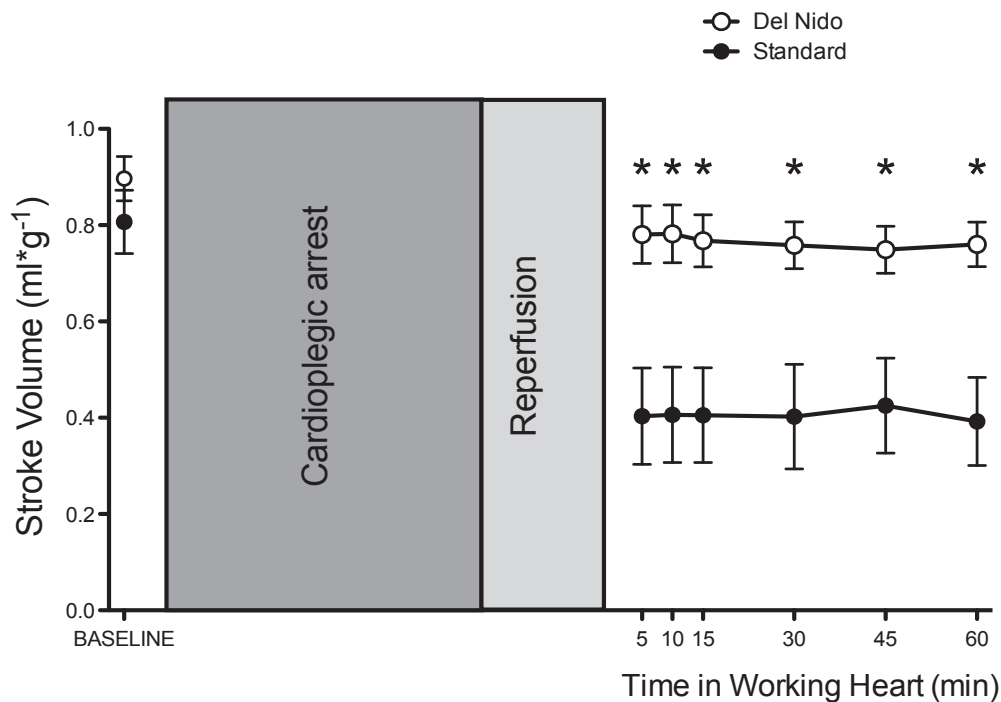 Del Nido
Standard
Stroke Volume (ml*g-1)
1.0
0.8
0.6
0.4
0.2
0.0
Cardioplegic arrest
Reperfusion
* * * * * *
BASELINE
5 10 15 30 45 60
Time in Working Heart (min)